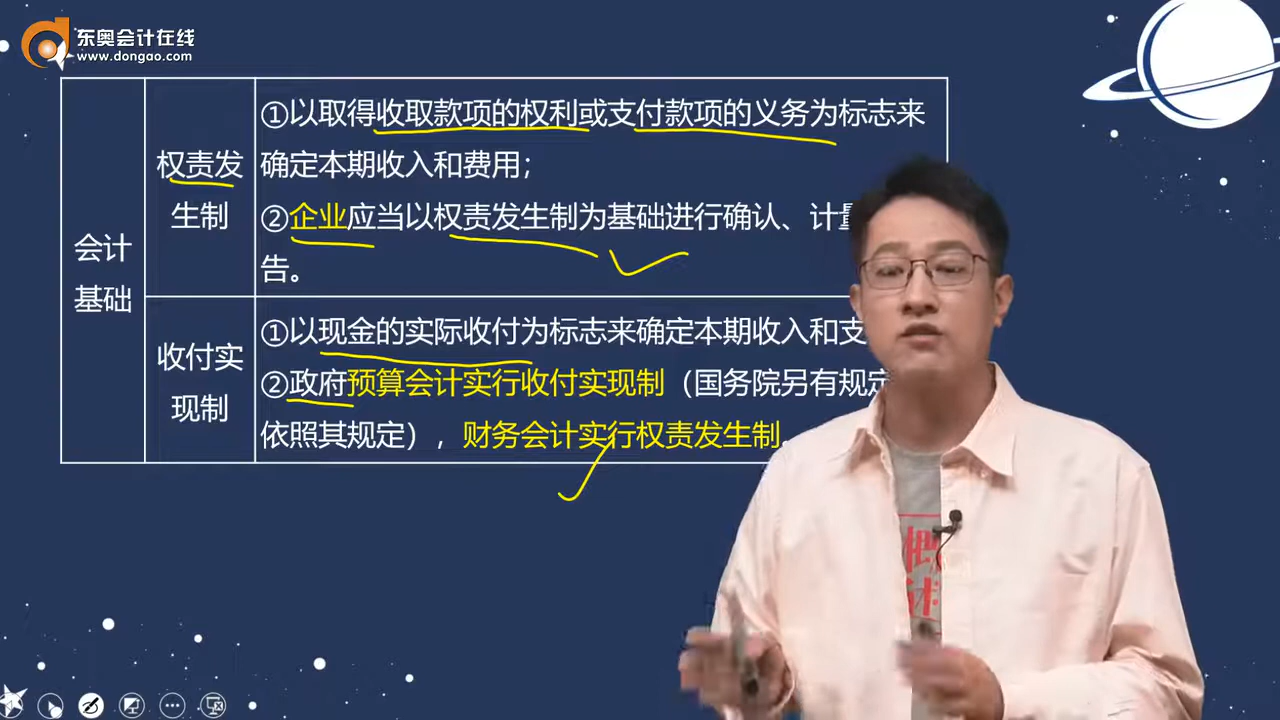 东奥会计在线
www.dongao.com
会计
基础
权责发
生制
①以取得收取款项的权利或支付款项的义务为标志来
确定本期收入和费用;
②企业应当以权责发生制为基础进行确认、计量
告。
收付实
现制
①以现金的实际收付为标志来确定本期收入和支
②政府预算会计实行收付实现制（国务院另有规定
依照其规定），财务会计实行权责发生制。